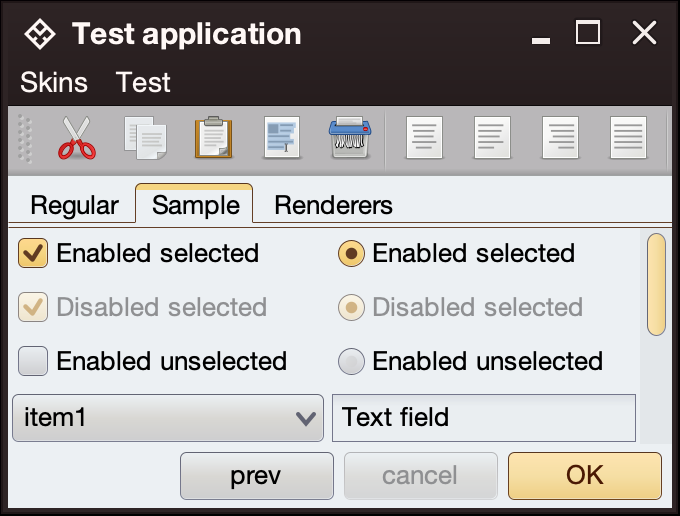 Test application
Skins Test
Regular Sample Renderers
Enabled selected Enabled selected
Disabled selected Disabled selected
Enabled unselected Enabled unselected
item1 Text field
prev cancel OK